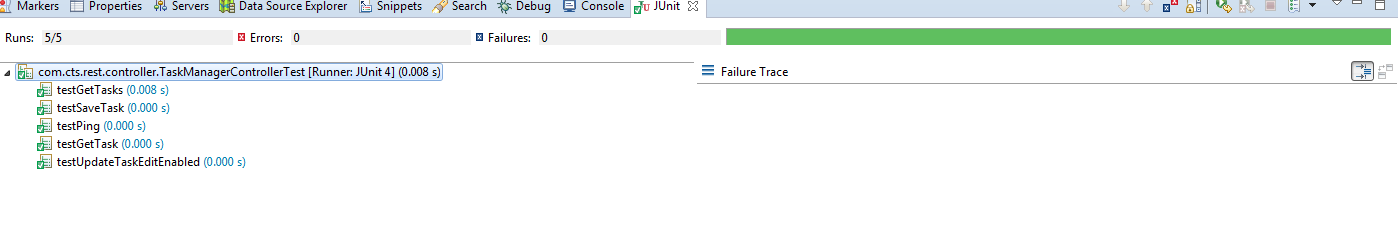 Markers Properties Servers Data Source Explorer Snippets Search Debug Console JUnit
Runs: 5/5 Errors: 0 Failures: 0
com.cts.rest.controller.TaskManagerControllerTest [Runner: JUnit 4] (0.008 s)
Failure Trace
testGetTasks (0.008 s)
testSaveTask (0.000 s)
testPing (0.000 s)
testGetTask (0.000 s)
testUpdateTaskEditEnabled (0.000 s)